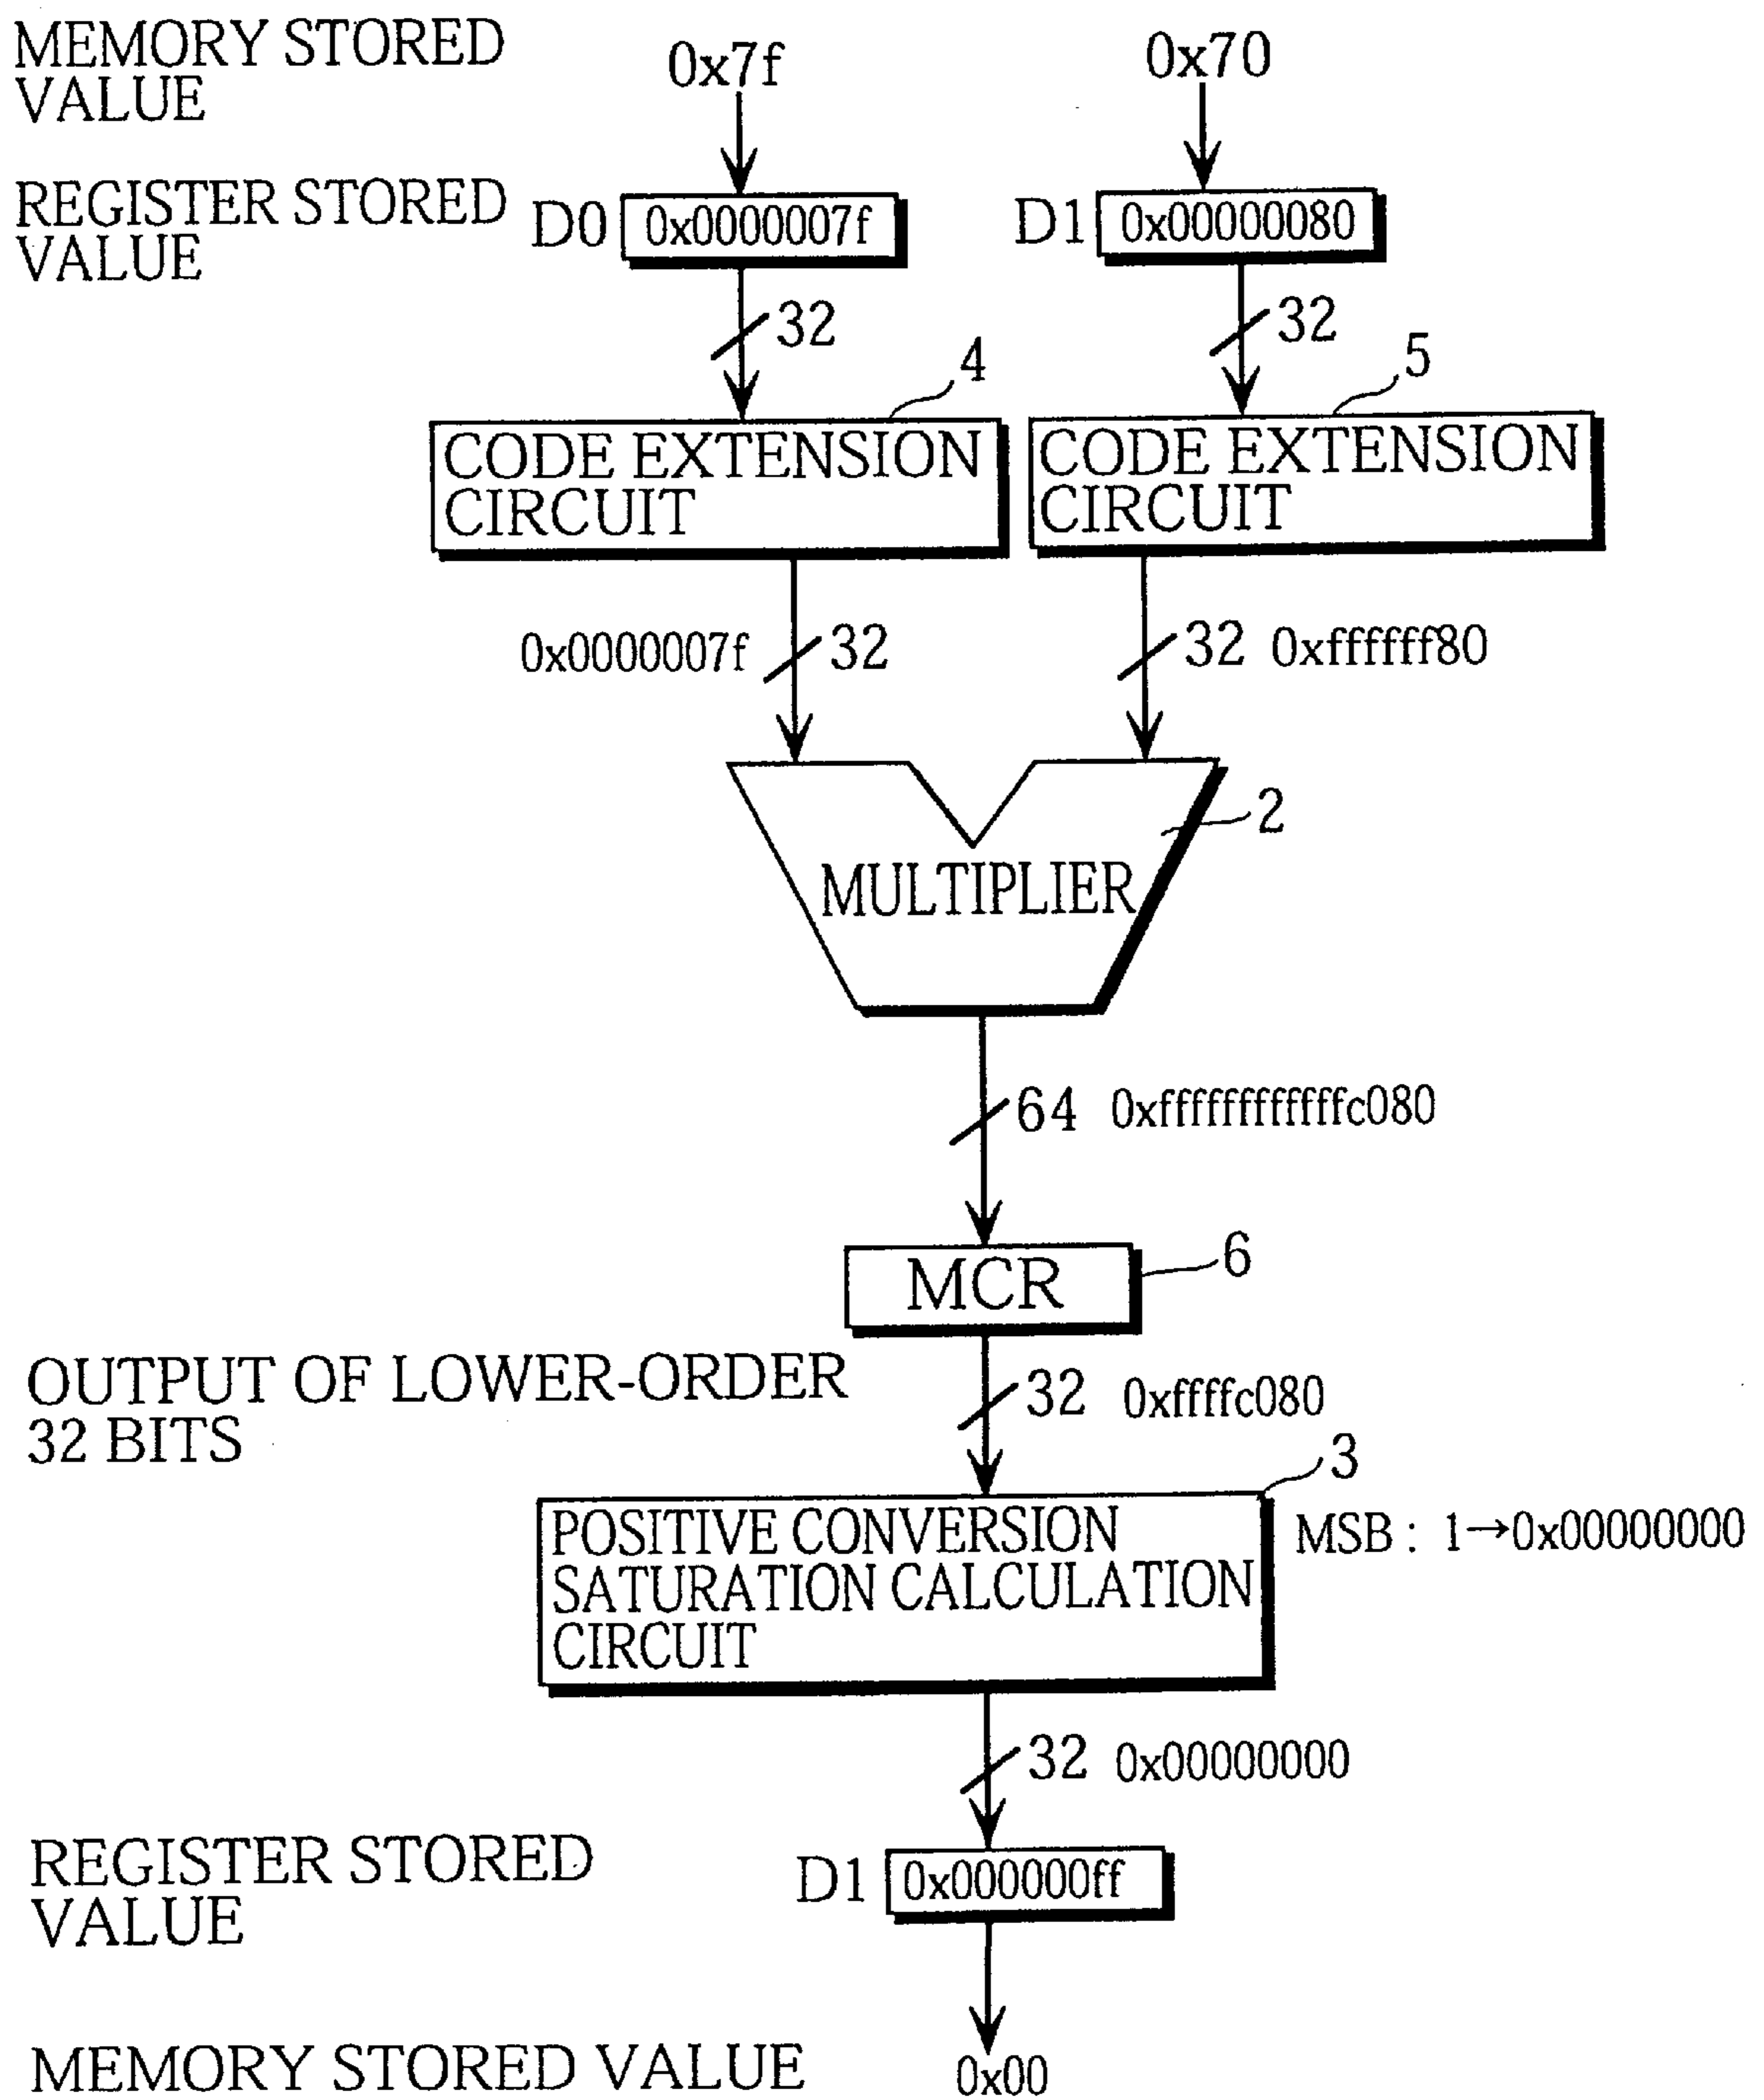 MEMORY STORED
VALUE
0x7f
0x70
REGISTER STORED
VALUE
D0 0x0000007f
D1 0x00000080
32
32
4
5
CODE EXTENSION
CIRCUIT
CODE EXTENSION
CIRCUIT
0x0000007f 32
32 0xffffff80
2
MULTIPLIER
64 0xffffffffffffc080
MCR
6
OUTPUT OF LOWER-ORDER
32 BITS
32 0xffffc080
3
POSITIVE CONVERSION
SATURATION CALCULATION
CIRCUIT
MSB : 1→0x00000000
32 0x00000000
REGISTER STORED
VALUE
D1 0x000000ff
MEMORY STORED VALUE
0x00